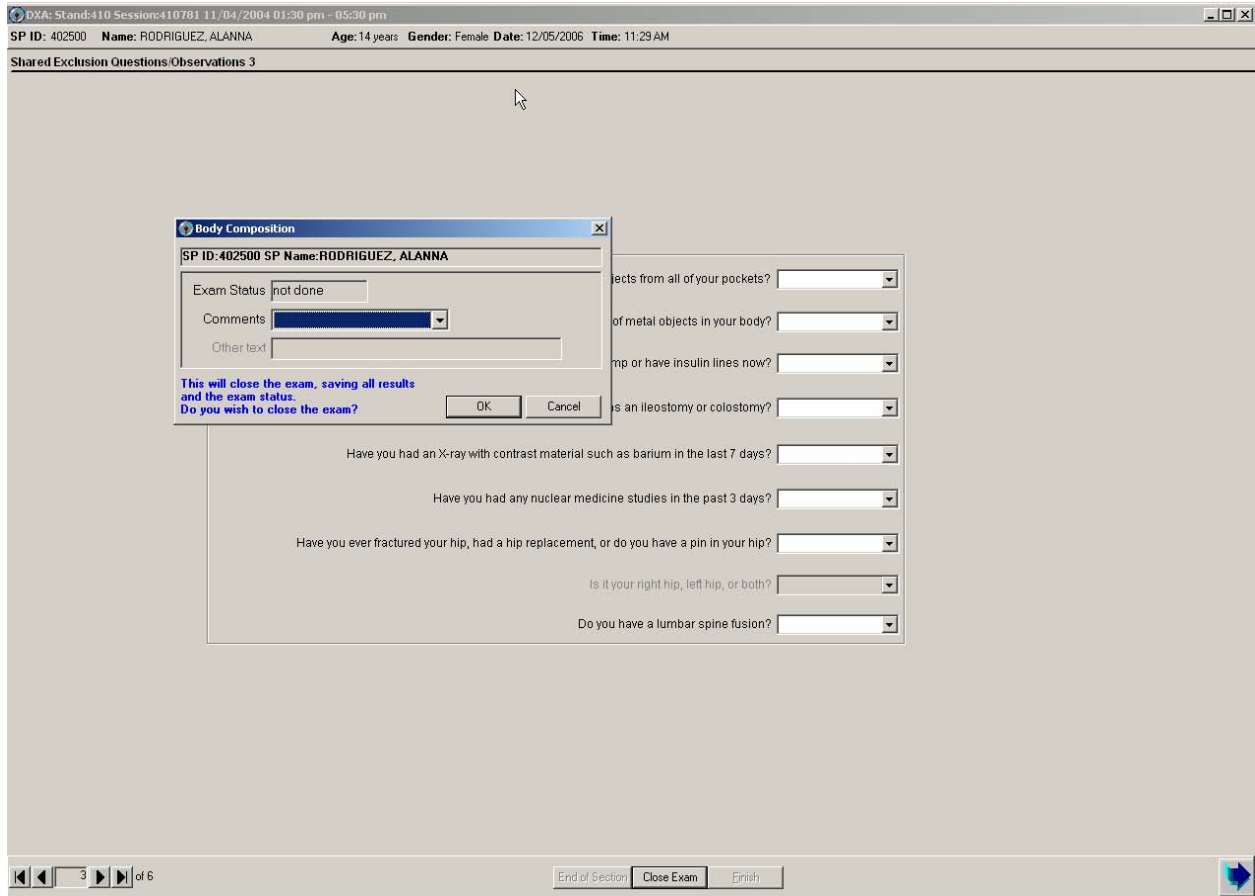 DXA: Stand:410 Session:410781 11/04/2004 01:30 pm - 05:30 pm
SP ID: 402500 Name: RODRIGUEZ, ALANNA Age: 14 years Gender: Female Date: 12/05/2006 Time: 11:29 AM
Shared Exclusion Questions/Observations 3
Body Composition
SP ID:402500 SP Name:RODRIGUEZ, ALANNA
Exam Status not done
Comments
Other text
This will close the exam, saving all results
and the exam status.
Do you wish to close the exam?
OK Cancel
jects from all of your pockets?
of metal objects in your body?
mp or have insulin lines now?
s an ileostomy or colostomy?
Have you had an X-ray with contrast material such as barium in the last 7 days?
Have you had any nuclear medicine studies in the past 3 days?
Have you ever fractured your hip, had a hip replacement, or do you have a pin in your hip?
Is it your right hip, left hip, or both?
Do you have a lumbar spine fusion?
3 of 6
End of Section Close Exam Finish